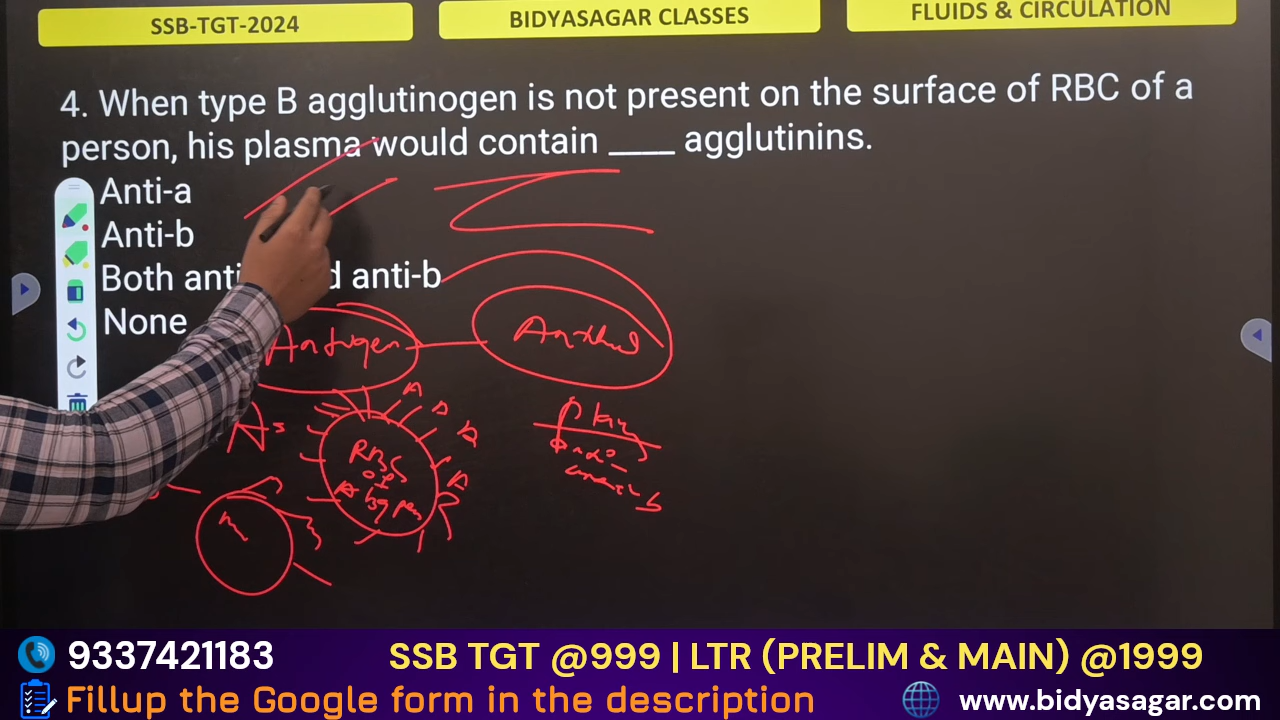 SSB-TGT-2024
BIDYASAGAR CLASSES
FLUIDS & CIRCULATION
4. When type B agglutinogen is not present on the surface of RBC of a
person, his plasma would contain ____ agglutinins.
Anti-a
Anti-b
Both anti d anti-b
None
Antigen
A
A
RBC
9337421183
SSB TGT @999 | LTR (PRELIM & MAIN) @1999
Fillup the Google form in the description
www.bidyasagar.com